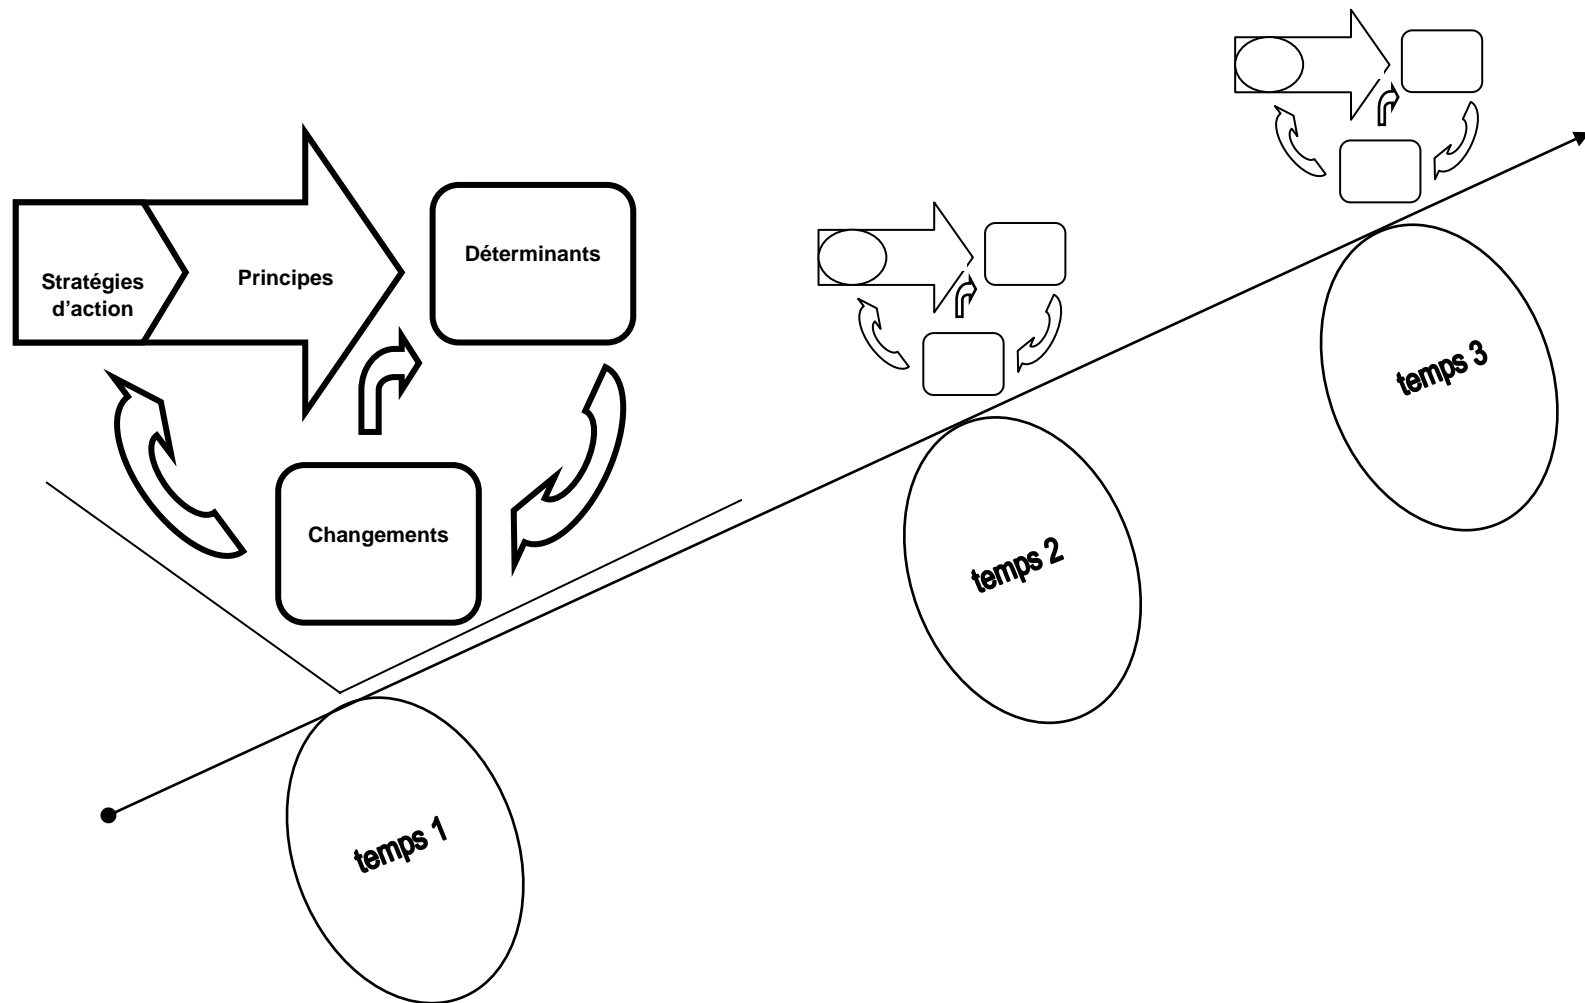 Stratégies
d’action
Principes
Déterminants
Changements
temps 1
temps 2
temps 3